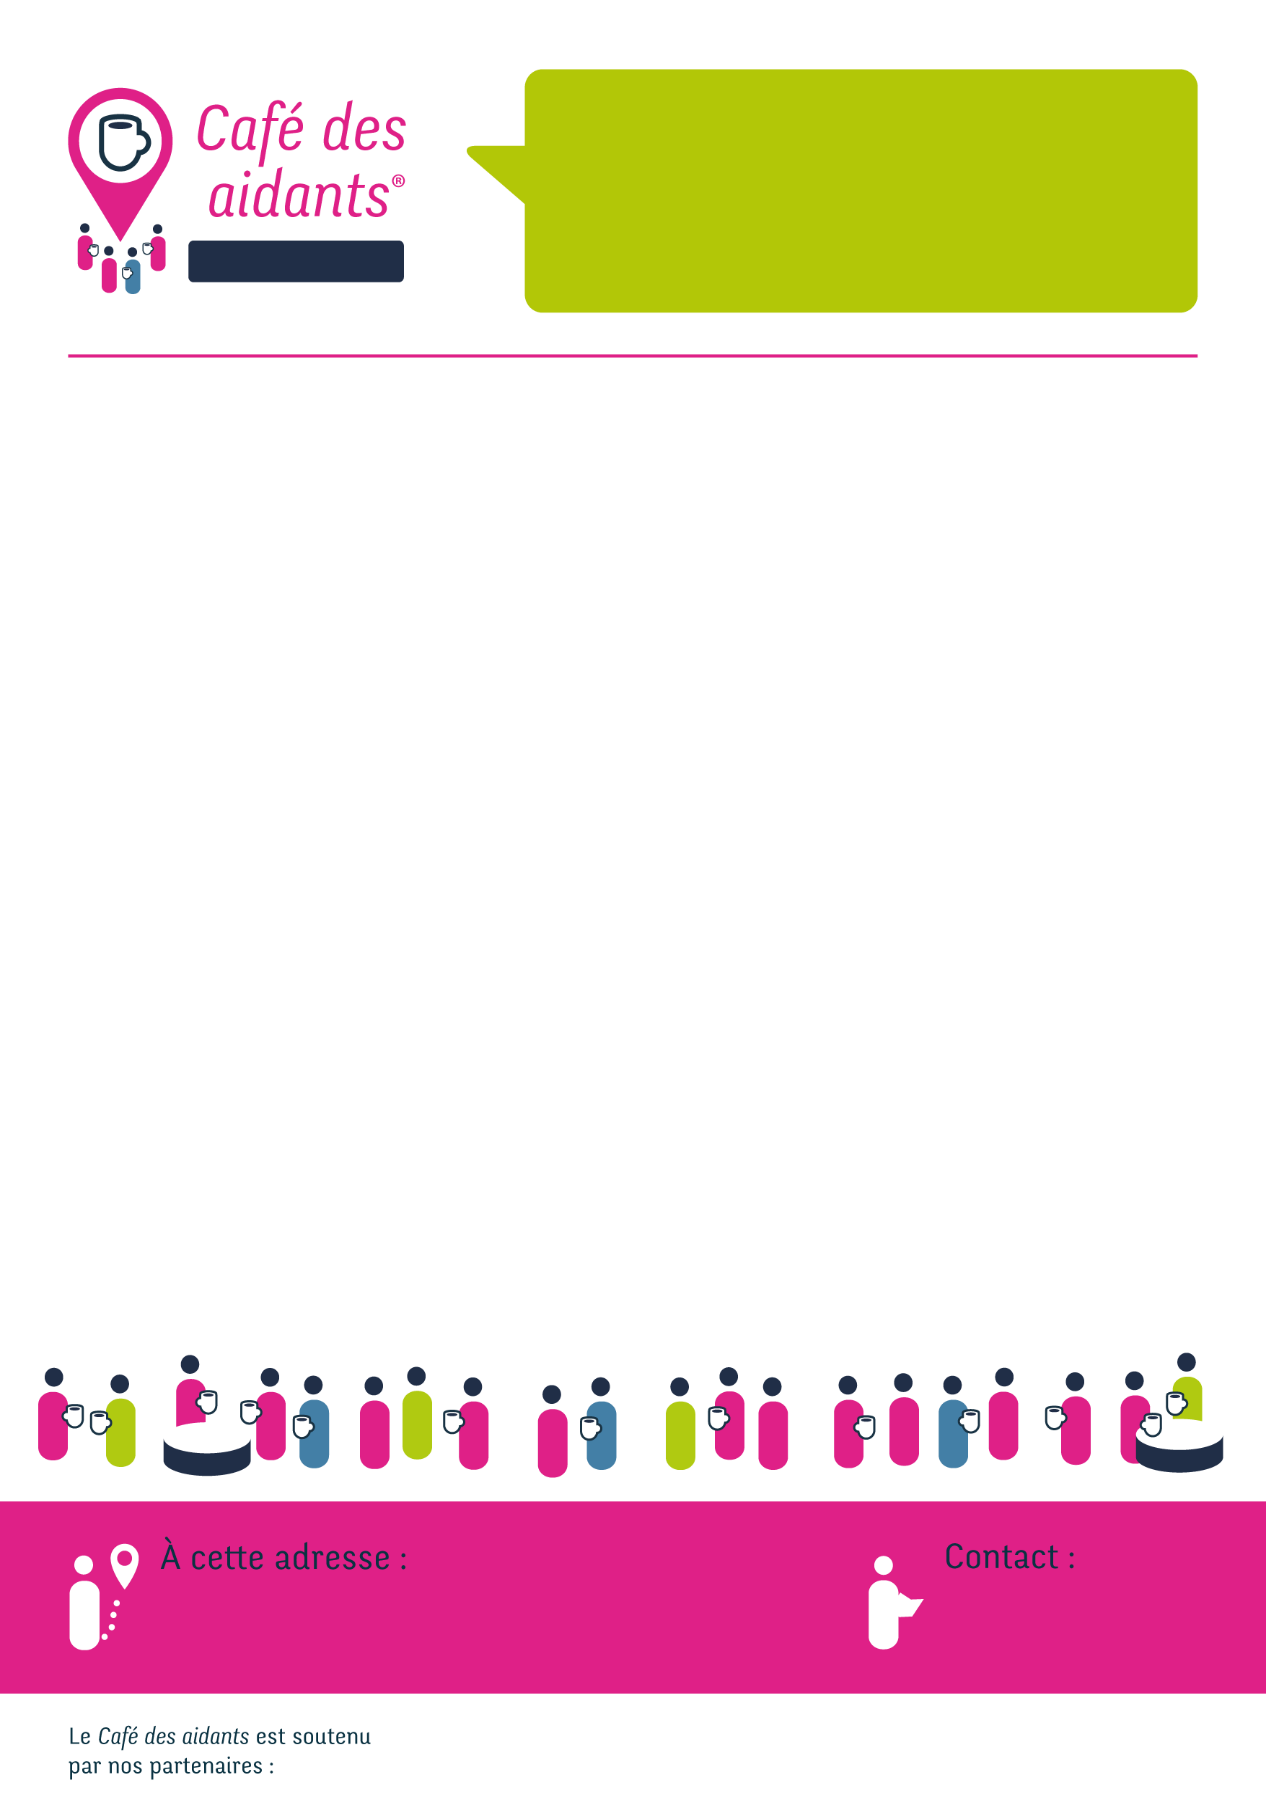 Café des
aidants®
À cette adresse :
Contact :
Le Café des aidants est soutenu
par nos partenaires :